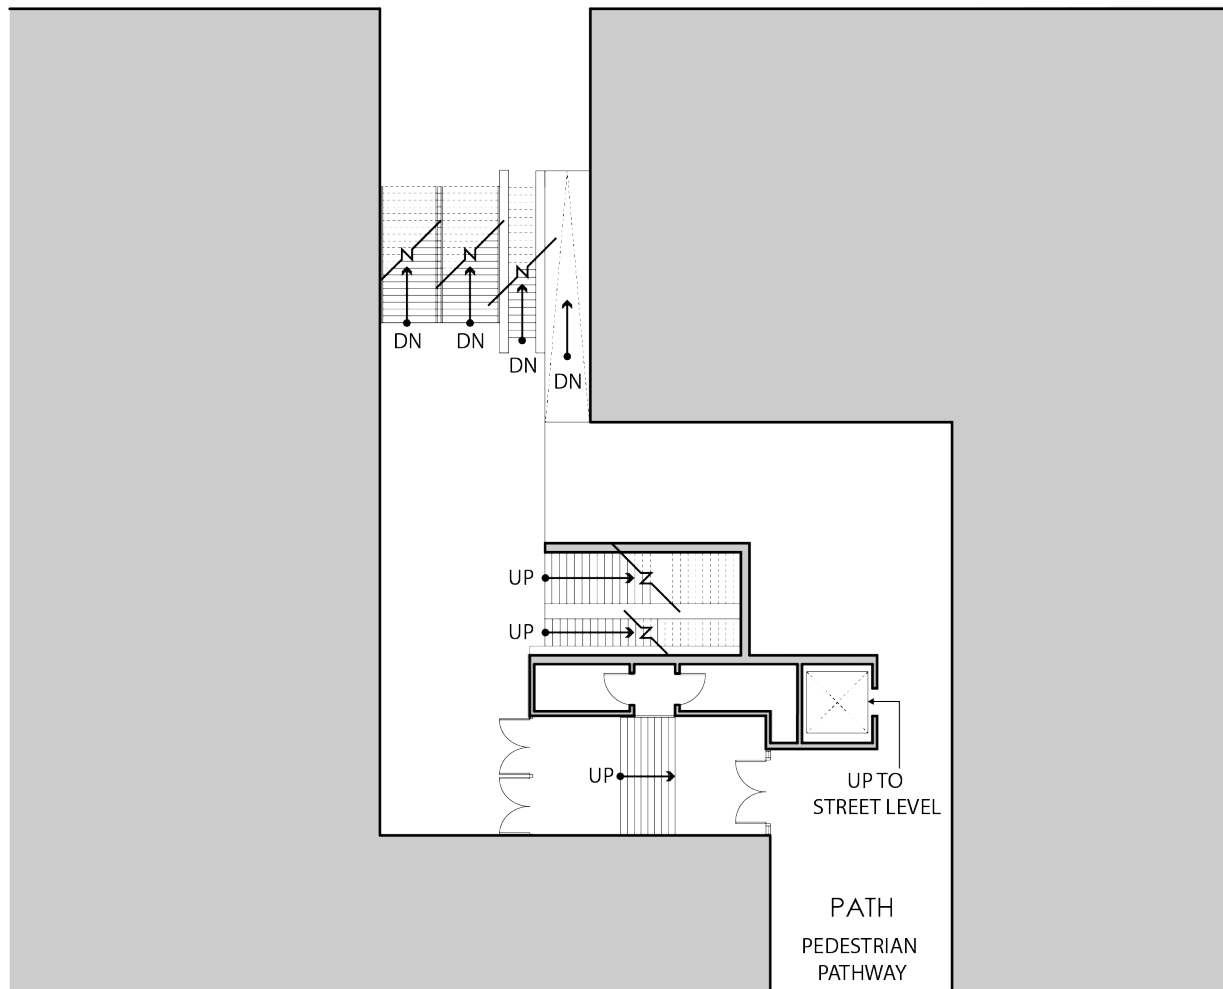 DN
DN
DN
DN
UP
UP
UP
UP TO
STREET LEVEL
PATH
PEDESTRIAN
PATHWAY